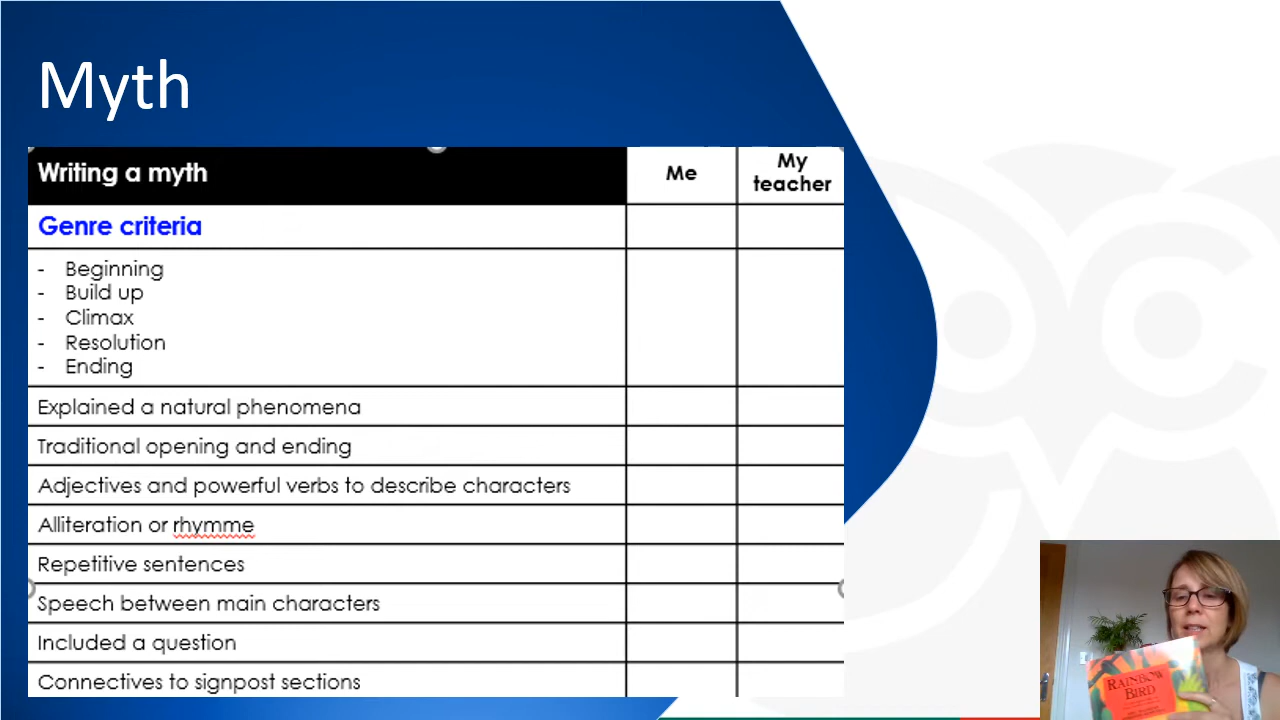 Myth
Writing a myth
Me
My
teacher
Genre criteria
- Beginning
- Build up
- Climax
- Resolution
- Ending
Explained a natural phenomena
Traditional opening and ending
Adjectives and powerful verbs to describe characters
Alliteration or rhymme
Repetitive sentences
Speech between main characters
Included a question
Connectives to signpost sections
RAINBOW
BIRD